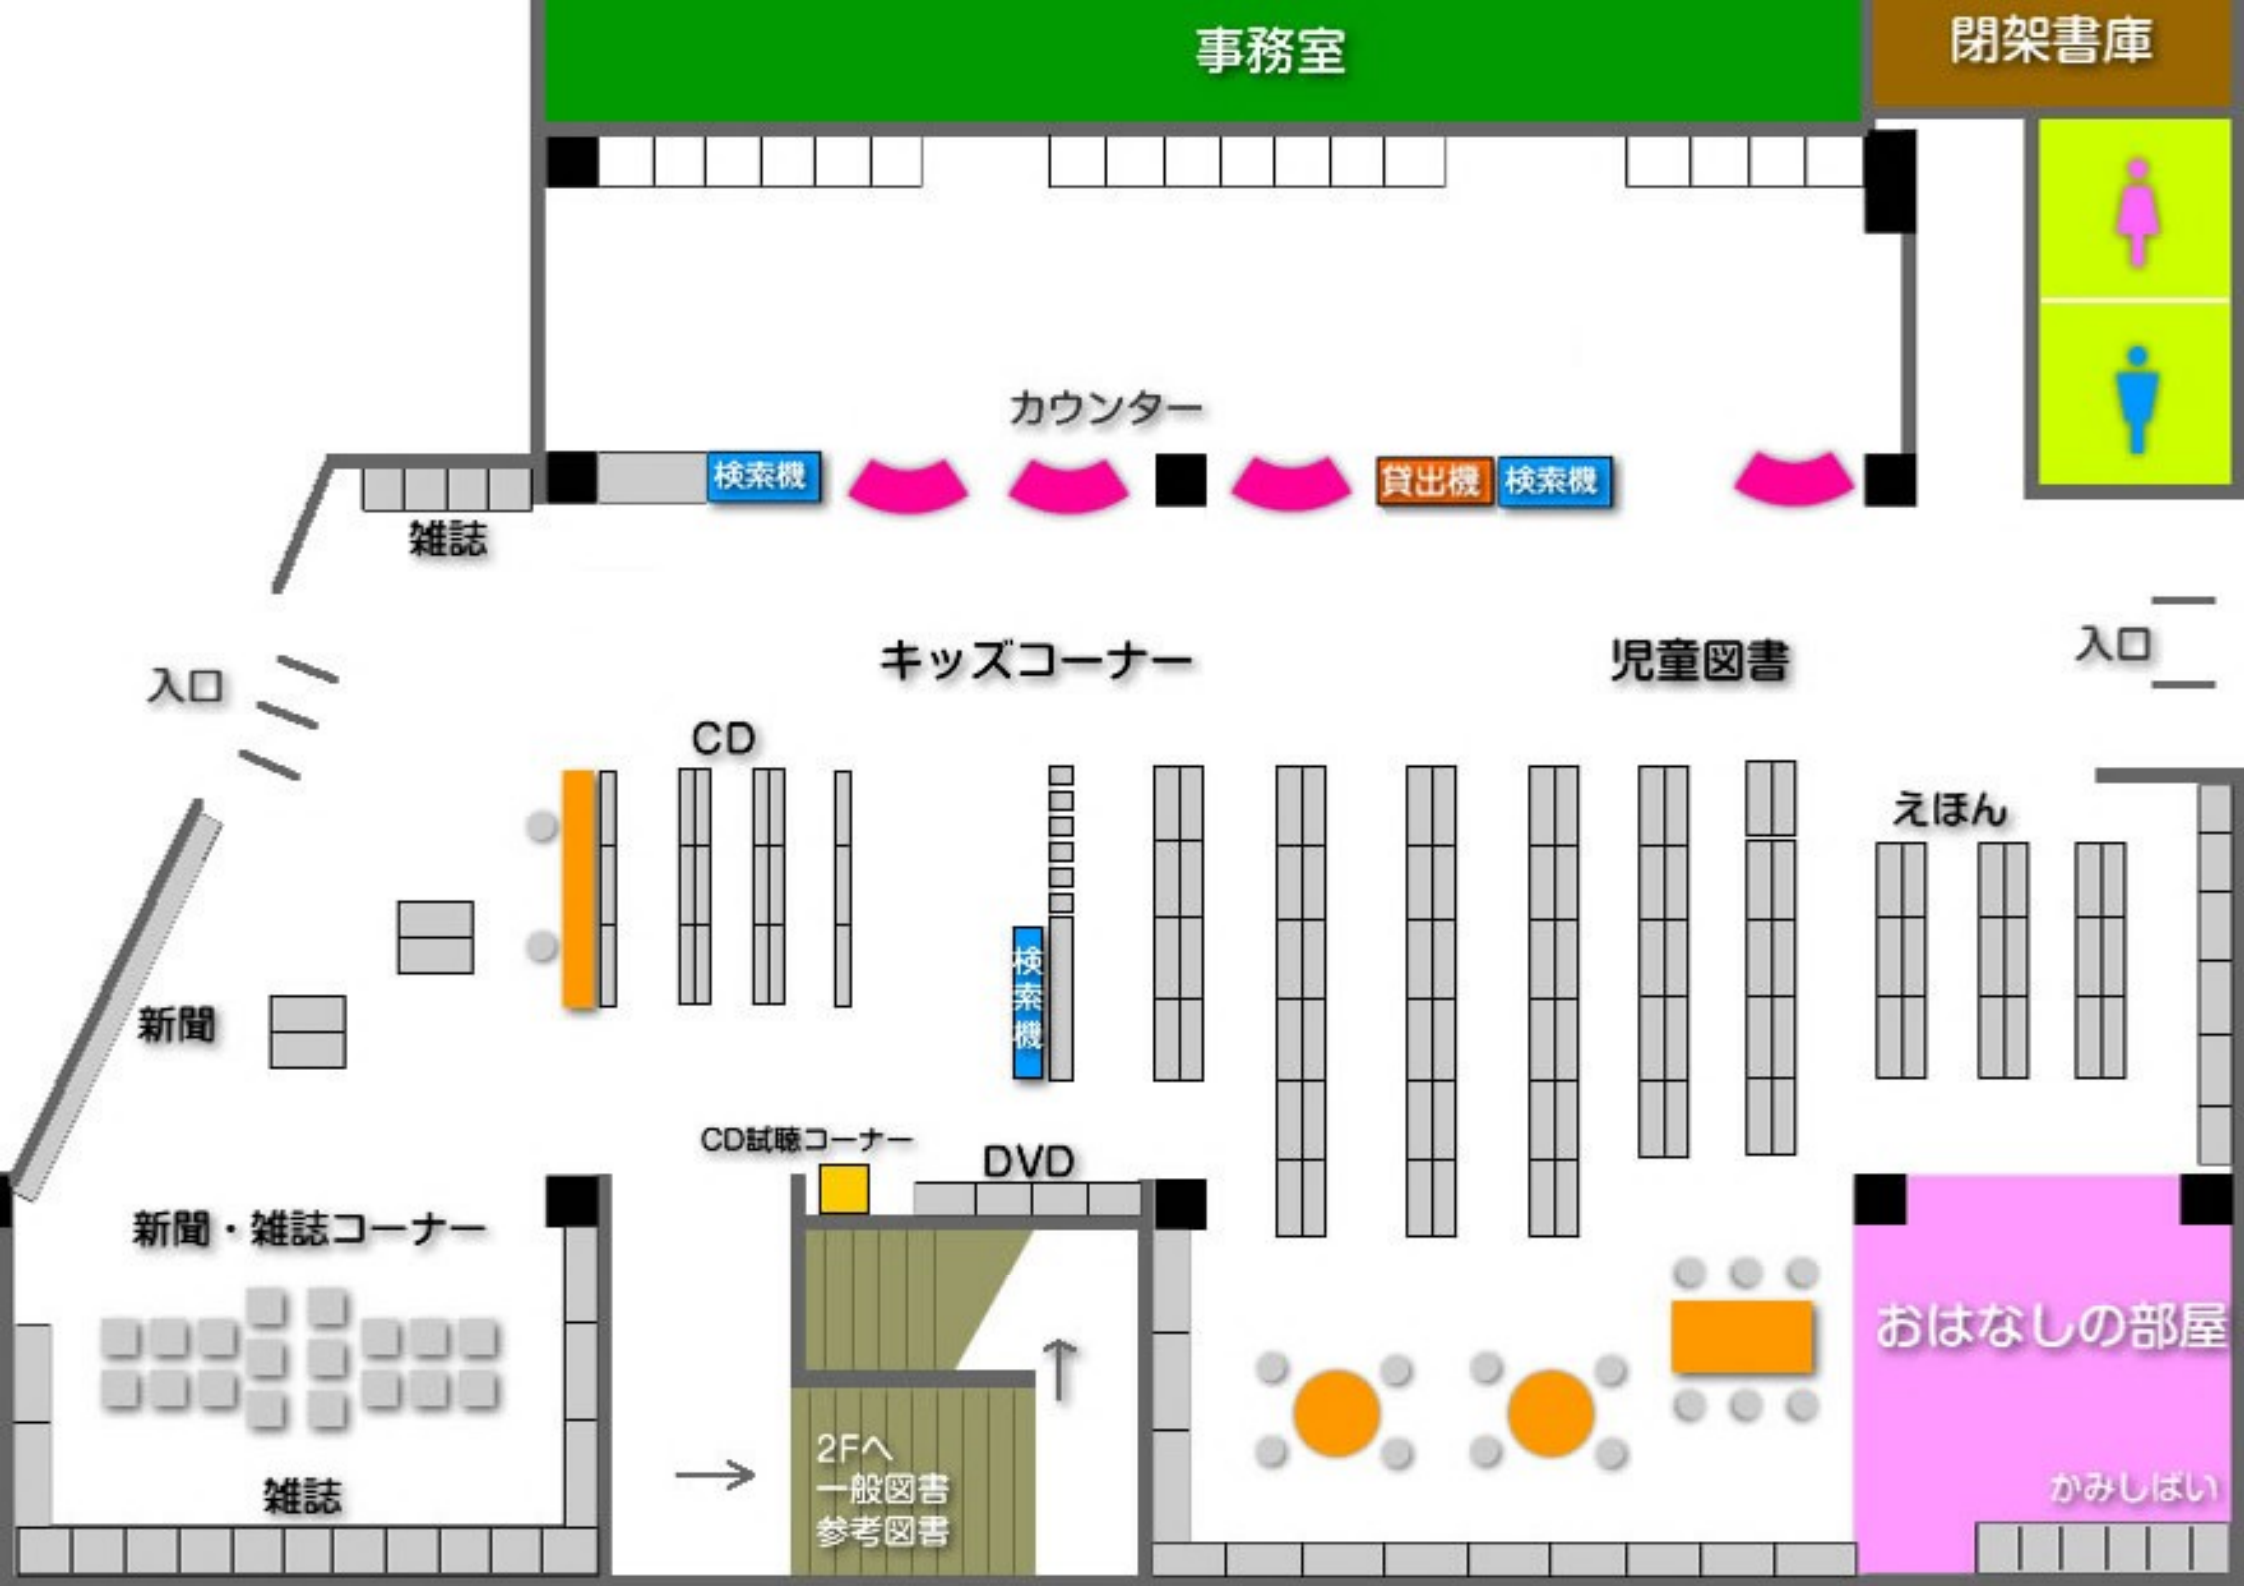 事務室
閉架書庫
カウンター
検索機
貸出機
検索機
雑誌
キッズコーナー
児童図書
入口
入口
CD
えほん
検索機
新聞
CD試聴コーナー
DVD
新聞・雑誌コーナー
おはなしの部屋
2Fへ
一般図書
参考図書
かみしばい
雑誌